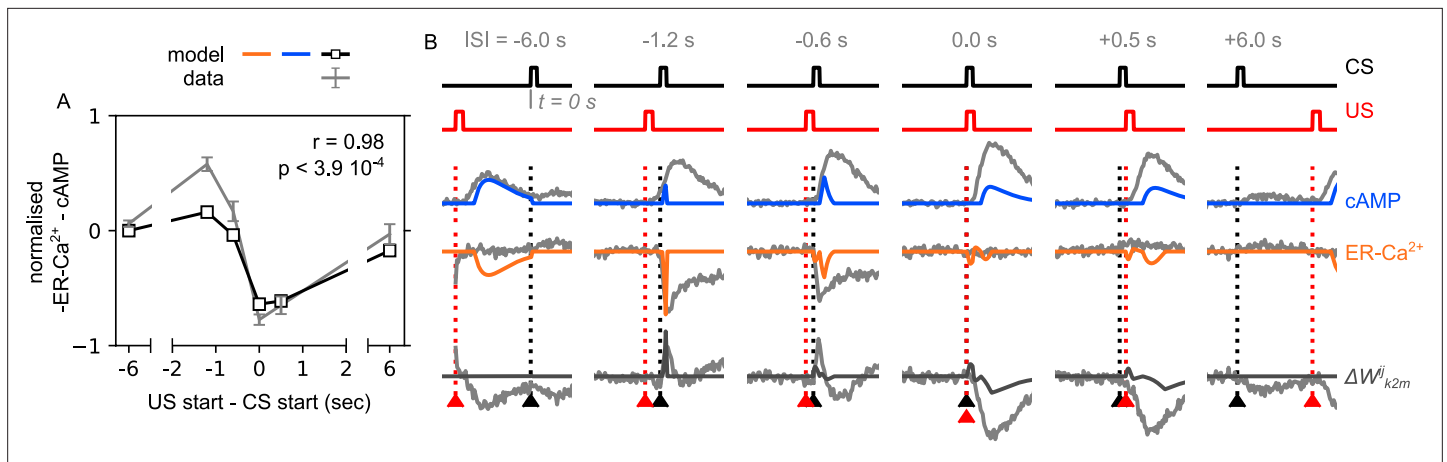 model
data
A
1
0
−1
normalised
-ER-Ca²⁺ - cAMP
r = 0.98
p < 3.9 10⁻⁴
-6 -2 -1 0 1 2 6
US start - CS start (sec)
B
ISI = -6.0 s -1.2 s -0.6 s 0.0 s +0.5 s +6.0 s
CS
t = 0 s
US
cAMP
ER-Ca²⁺
ΔWⁱʲₖ₂ₘ